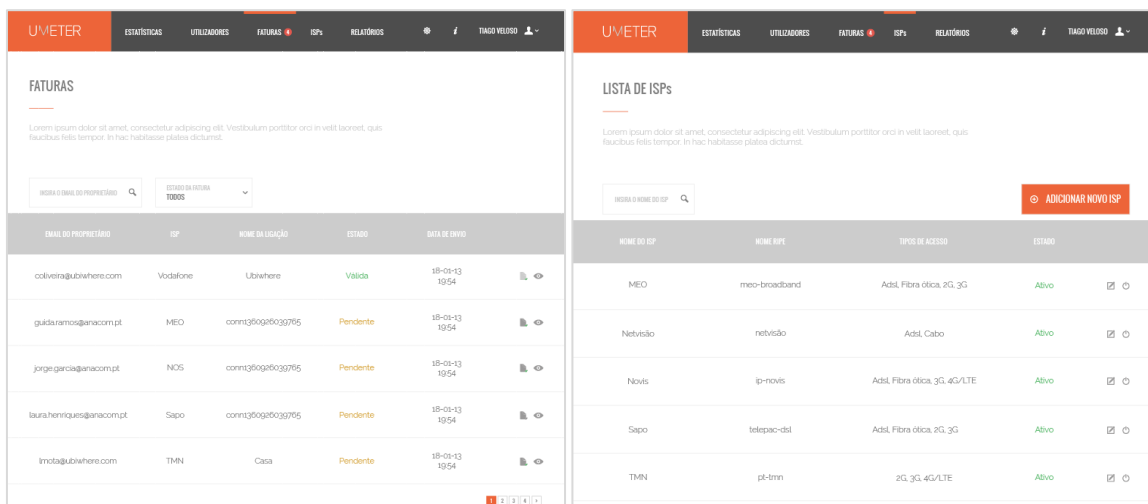 UMETER
ESTATÍSTICAS UTILIZADORES FATURAS 4 ISPs RELATÓRIOS i TIAGO VELOSO
FATURAS
Lorem ipsum dolor sit amet, consectetur adipiscing elit. Vestibulum porttitor orci in velit laoreet, quis
faucibus felis tempor. In hac habitasse platea dictumst.
INSIRA O EMAIL DO PROPRIETÁRIO
ESTADO DA FATURA
TODOS
EMAIL DO PROPRIETÁRIO ISP NOME DA LIGAÇÃO ESTADO DATA DE ENVIO
coliveira@ubiwhere.com Vodafone Ubiwhere Válida 18-01-13
19:54
guida.ramos@anacom.pt MEO conn1360926039765 Pendente 18-01-13
19:54
jorge.garcia@anacom.pt NOS conn1360926039765 Pendente 18-01-13
19:54
laura.henriques@anacom.pt Sapo conn1360926039765 Pendente 18-01-13
19:54
lmota@ubiwhere.com TMN Casa Pendente 18-01-13
19:54
1 2 3 4 >
UMETER
ESTATÍSTICAS UTILIZADORES FATURAS 4 ISPs RELATÓRIOS i TIAGO VELOSO
LISTA DE ISPs
Lorem ipsum dolor sit amet, consectetur adipiscing elit. Vestibulum porttitor orci in velit laoreet, quis
faucibus felis tempor. In hac habitasse platea dictumst.
INSIRA O NOME DO ISP
ADICIONAR NOVO ISP
NOME DO ISP NOME RIPE TIPOS DE ACESSO ESTADO
MEO meo-broadband Adsl, Fibra ótica, 2G, 3G Ativo
Netvisão netvisão Adsl, Cabo Ativo
Novis ip-novis Adsl, Fibra ótica, 3G, 4G/LTE Ativo
Sapo telepac-dsl Adsl, Fibra ótica, 2G, 3G Ativo
TMN pt-tmn 2G, 3G, 4G/LTE Ativo